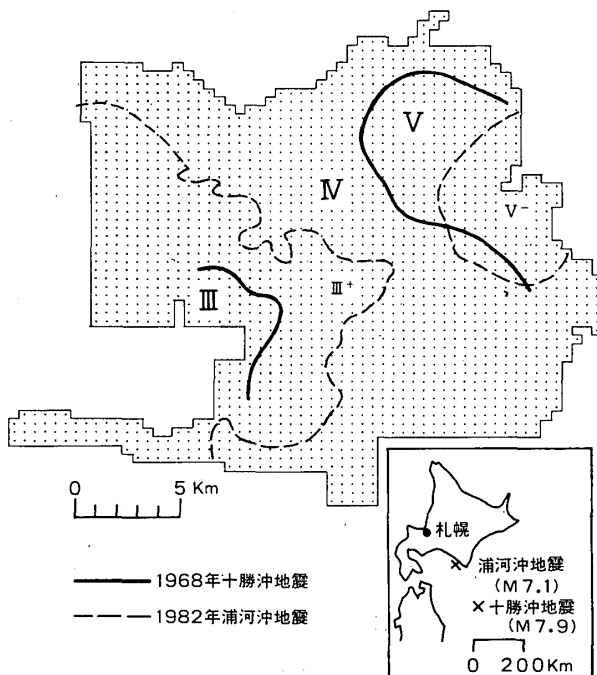 V
IV
V⁻
III⁺
III
0 5 Km
1968年十勝沖地震
1982年浦河沖地震
札幌
浦河沖地震
(M7.1)
十勝沖地震
(M7.9)
0 200Km